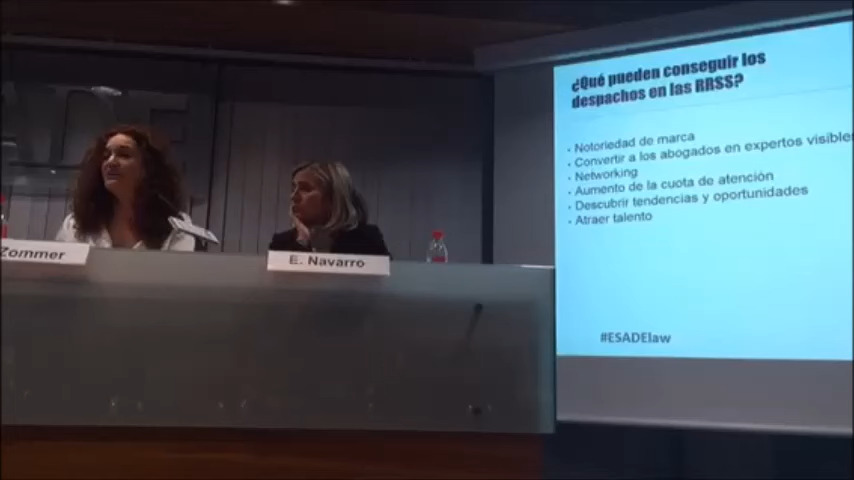 ¿Qué pueden conseguir los
despachos en las RRSS?
· Notoriedad de marca
· Convertir a los abogados en expertos visibles
· Networking
· Aumento de la cuota de atención
· Descubrir tendencias y oportunidades
· Atraer talento
#ESADElaw
Zommer
E. Navarro